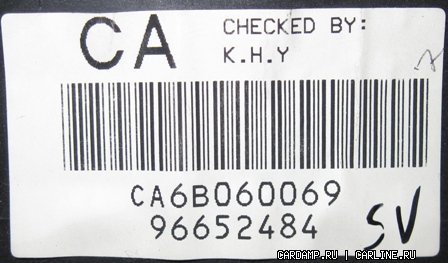 CA
CHECKED BY:
K.H.Y
CA6B060069
96652484
SV
CARDAMP.RU | CARLINE.RU